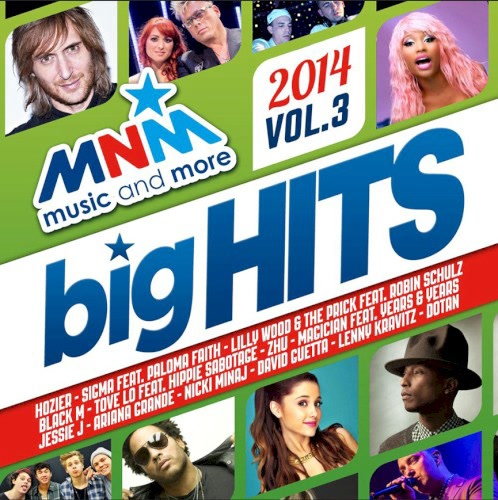 2014
VOL.3
MNM
music and more
big HITS
HOZIER - SIGMA FEAT. PALOMA FAITH - LILLY WOOD & THE PRICK FEAT. ROBIN SCHULZ
BLACK M - TOVE LO FEAT. HIPPIE SABOTAGE - ZHU - MAGICIAN FEAT. YEARS & YEARS
JESSIE J - ARIANA GRANDE - NICKI MINAJ - DAVID GUETTA - LENNY KRAVITZ - DOTAN